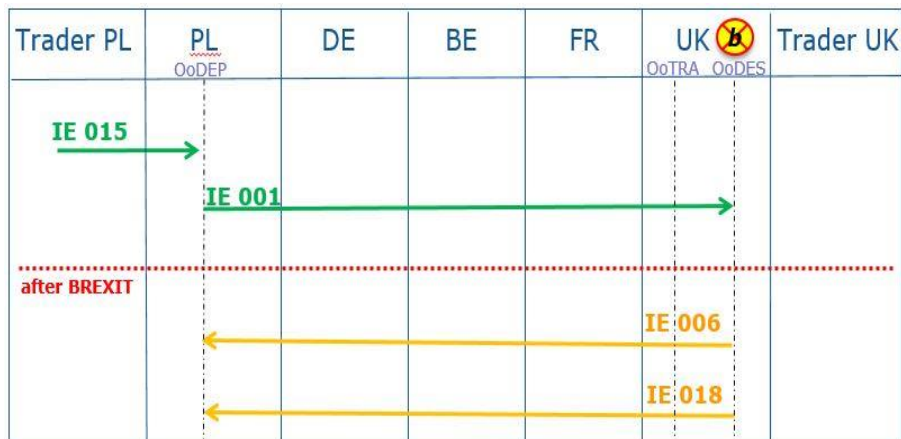 Trader PL PL DE BE FR UK b Trader UK
OoDEP OoTRA OoDES
IE 015
IE 001
after BREXIT
IE 006
IE 018